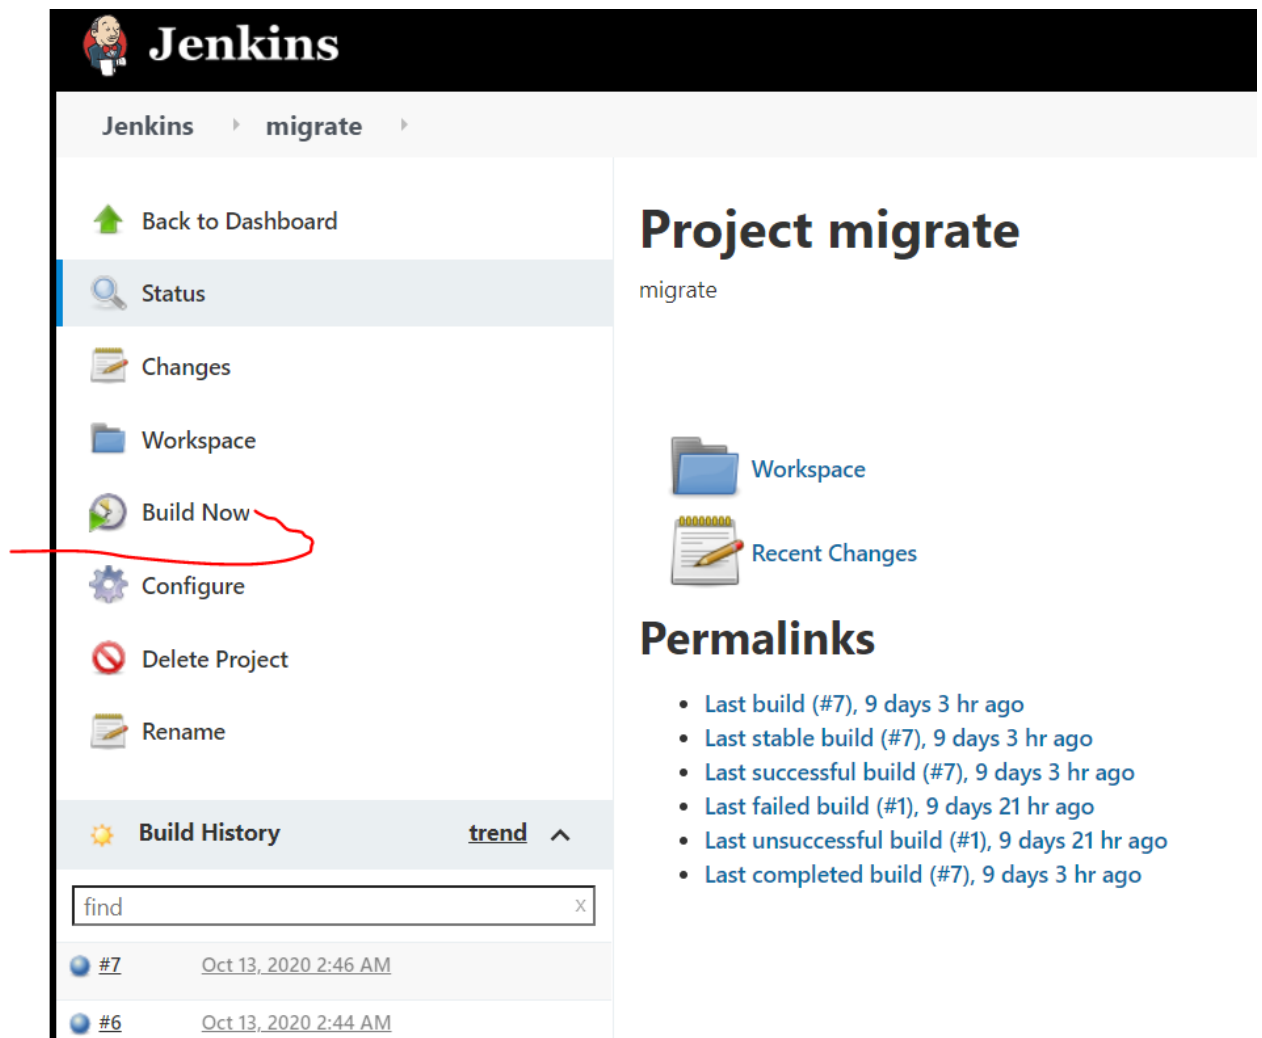 Jenkins
Jenkins migrate
Back to Dashboard
Status
Changes
Workspace
Build Now
Configure
Delete Project
Rename
Build History trend
find x
#7 Oct 13, 2020 2:46 AM
#6 Oct 13, 2020 2:44 AM
Project migrate
migrate
Workspace
Recent Changes
Permalinks
Last build (#7), 9 days 3 hr ago
Last stable build (#7), 9 days 3 hr ago
Last successful build (#7), 9 days 3 hr ago
Last failed build (#1), 9 days 21 hr ago
Last unsuccessful build (#1), 9 days 21 hr ago
Last completed build (#7), 9 days 3 hr ago